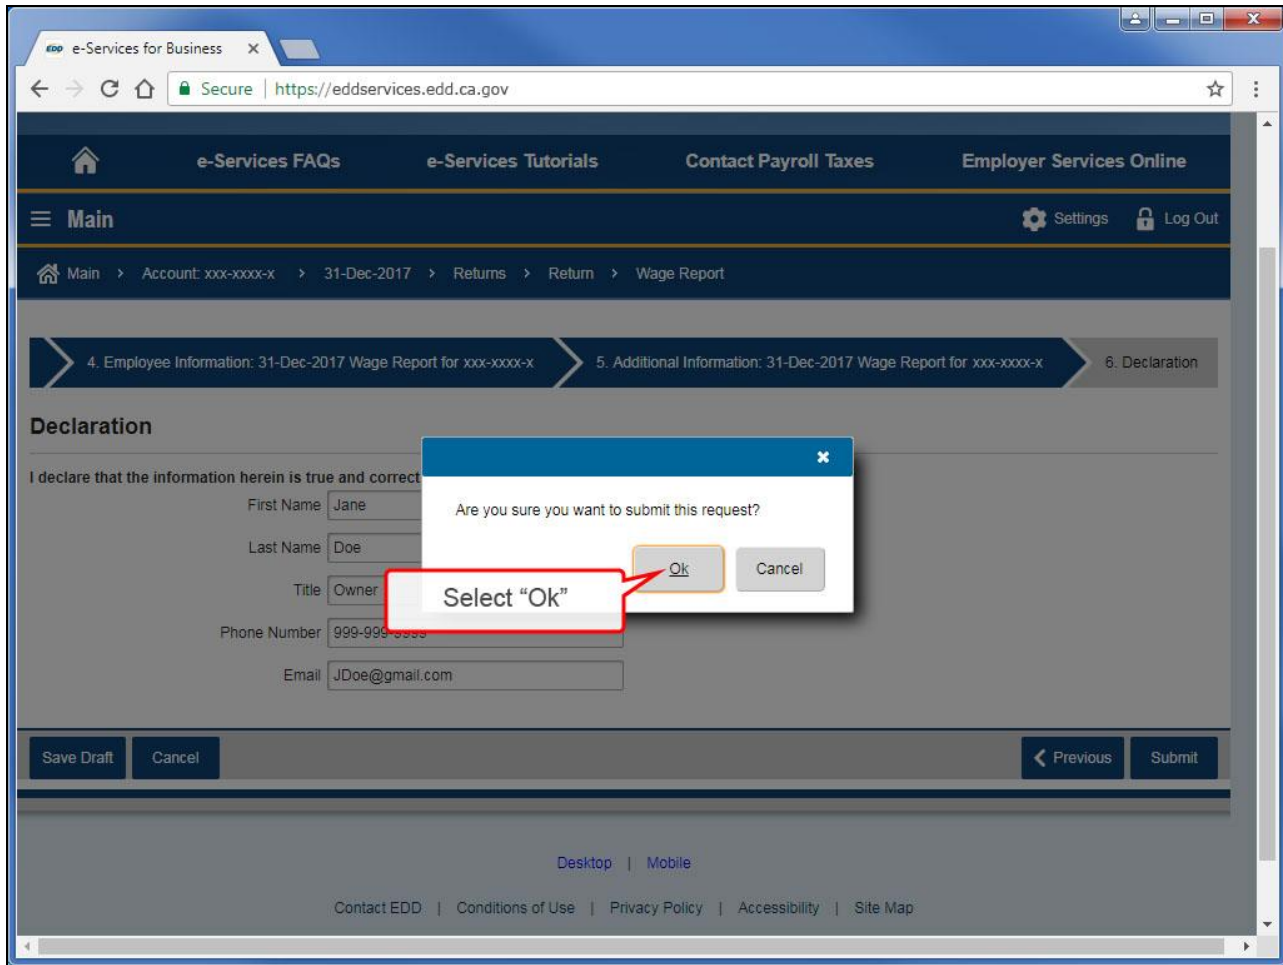 EDD e-Services for Business
Secure | https://eddservices.edd.ca.gov
e-Services FAQs e-Services Tutorials Contact Payroll Taxes Employer Services Online
Main Settings Log Out
Main > Account: xxx-xxxx-x > 31-Dec-2017 > Returns > Return > Wage Report
4. Employee Information: 31-Dec-2017 Wage Report for xxx-xxxx-x 5. Additional Information: 31-Dec-2017 Wage Report for xxx-xxxx-x 6. Declaration
Declaration
I declare that the information herein is true and correct
First Name Jane
Last Name Doe
Title Owner
Phone Number 999-999-9999
Email JDoe@gmail.com
Are you sure you want to submit this request?
Ok Cancel
Select “Ok”
Save Draft Cancel Previous Submit
Desktop | Mobile
Contact EDD | Conditions of Use | Privacy Policy | Accessibility | Site Map